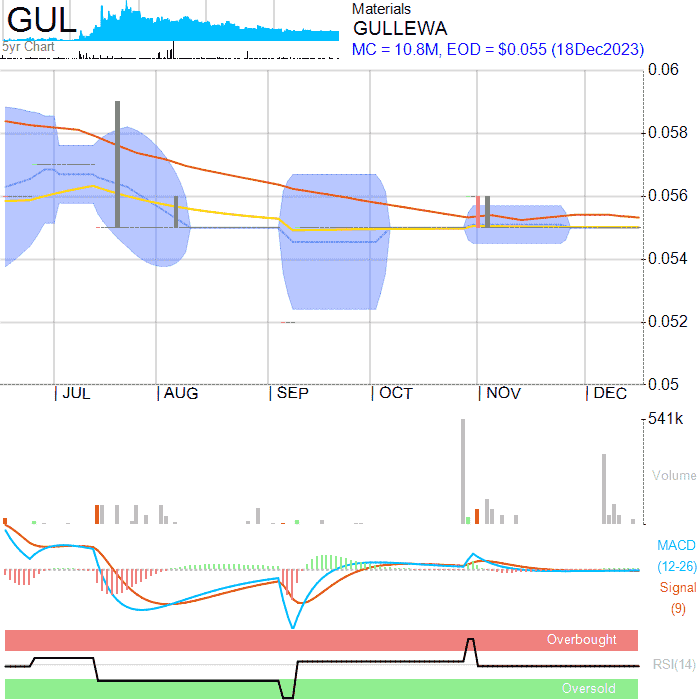 GUL
5yr Chart
Materials
GULLEWA
MC = 10.8M, EOD = $0.055 (18Dec2023)
0.06
0.058
0.056
0.054
0.052
0.05
JUL AUG SEP OCT NOV DEC
541k
Volume
MACD
(12-26)
Signal
(9)
Overbought
RSI(14)
Oversold